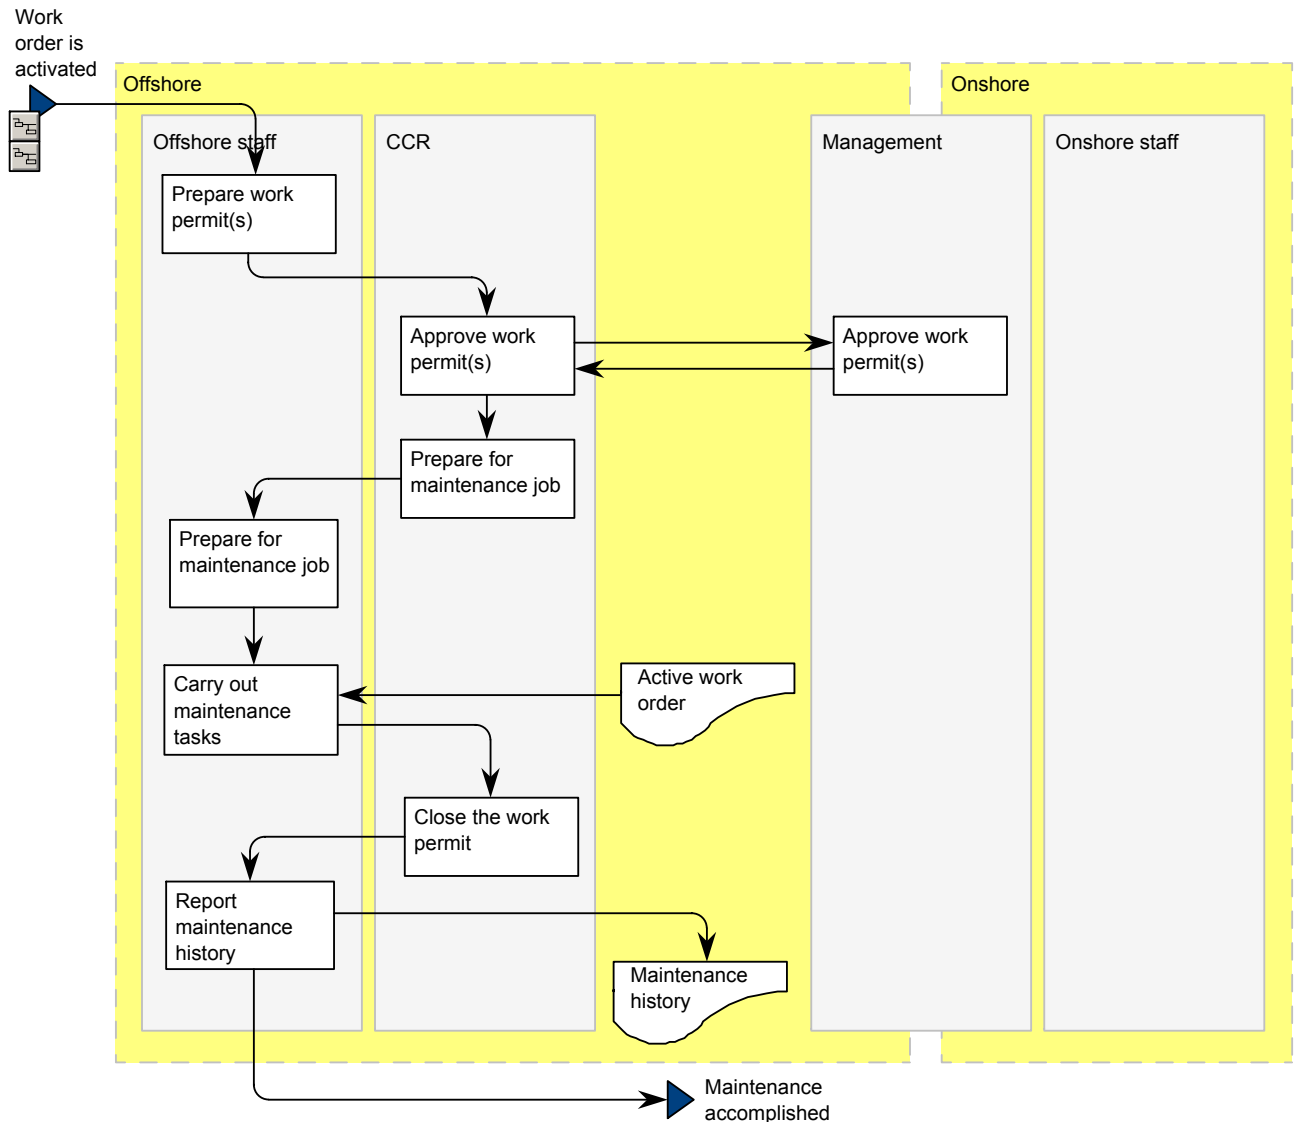 Work
order is
activated
Offshore
Onshore
Offshore staff
CCR
Management
Onshore staff
Prepare work
permit(s)
Approve work
permit(s)
Approve work
permit(s)
Prepare for
maintenance job
Prepare for
maintenance job
Carry out
maintenance
tasks
Active work
order
Close the work
permit
Report
maintenance
history
Maintenance
history
Maintenance
accomplished